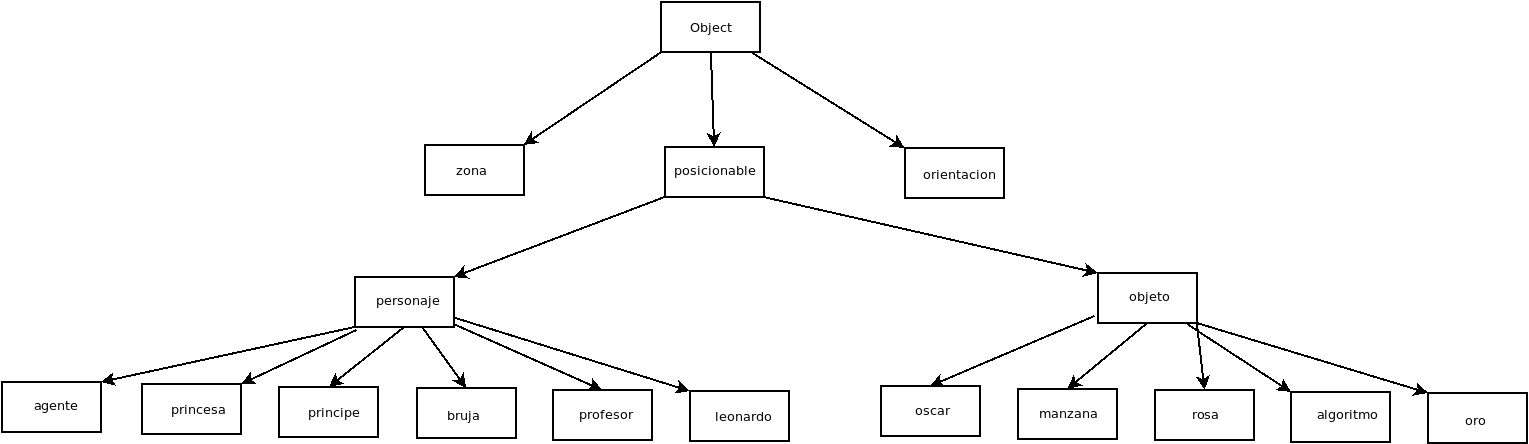 Object
zona
posicionable
orientacion
personaje
objeto
agente
princesa
principe
bruja
profesor
leonardo
oscar
manzana
rosa
algoritmo
oro